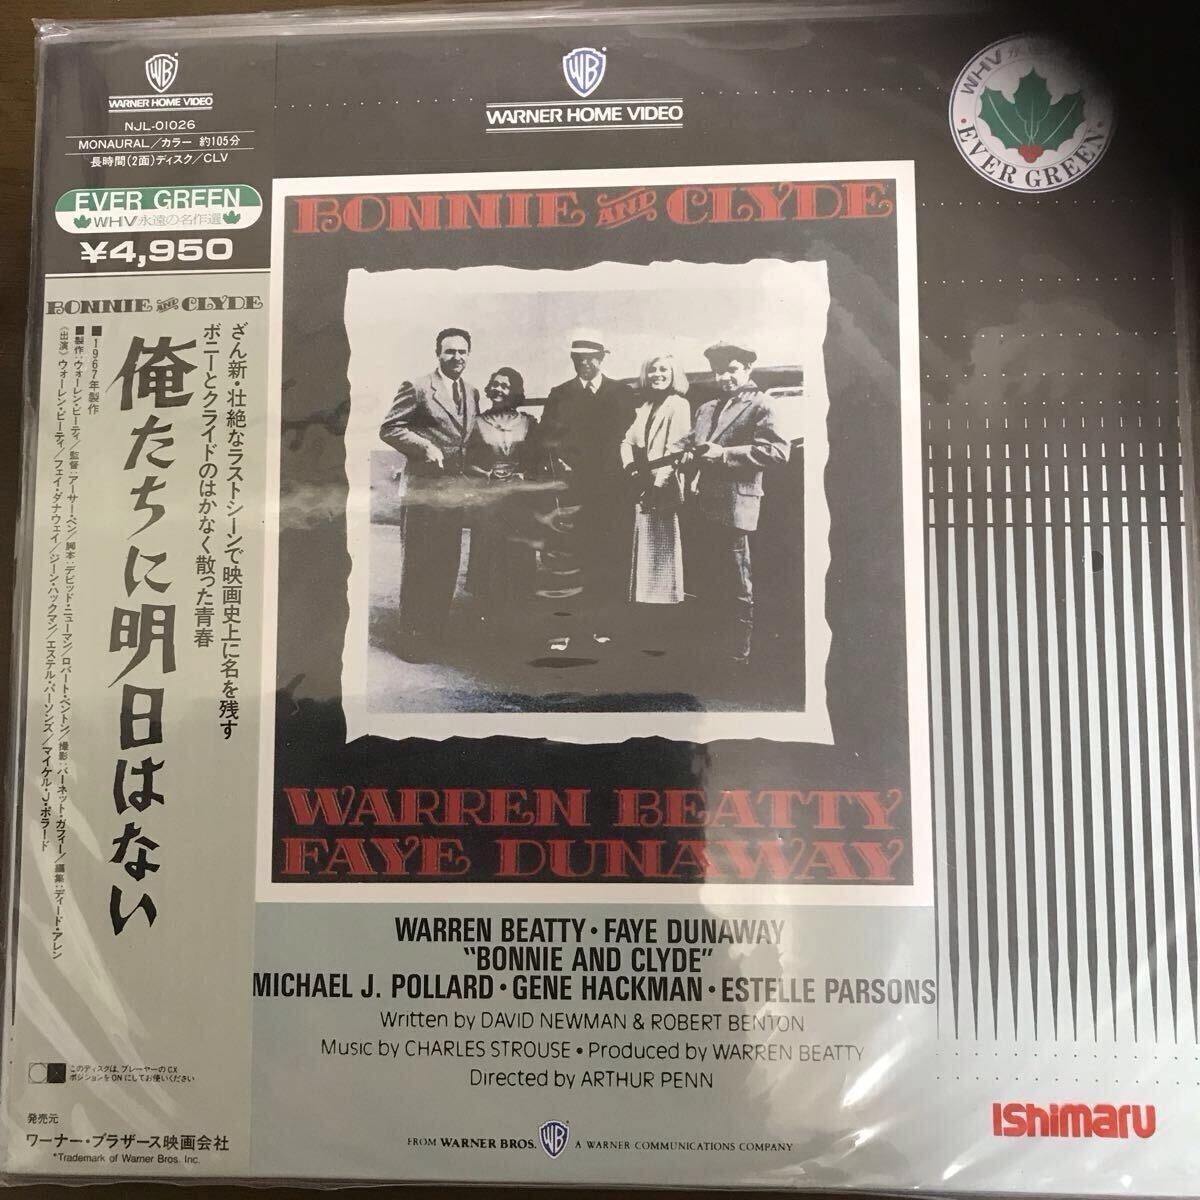 WB
WARNER HOME VIDEO
NJL-01026
MONAURAL/カラー 約105分
長時間(2面)ディスク/CLV
EVER GREEN
WHV永遠の名作選
¥4,950
BONNIE AND CLYDE
ざん新・壮絶なラストシーンで映画史上に名を残す
ボニーとクライドのはかなく散った青春
俺たちに明日はない
■1967年製作
■製作:ウォーレン・ビーティ/監督:アーサー・ペン/脚本:デビッド・ニューマン/ロバート・ベントン/撮影:バーネット・ガフィー/編集:ディード・アレン
《出演》ウォーレン・ビーティ/フェイ・ダナウェイ/ジーン・ハックマン/エステル・パーソンズ/マイケル・J・ポラード
このディスクは、プレーヤーのCX
ポジションをONにしてお使いください
発売元
ワーナー・ブラザース映画会社
*Trademark of Warner Bros. Inc.
WB
WARNER HOME VIDEO
WHV
EVER GREEN
BONNIE AND CLYDE
WARREN BEATTY
FAYE DUNAWAY
WARREN BEATTY・FAYE DUNAWAY
"BONNIE AND CLYDE"
MICHAEL J. POLLARD・GENE HACKMAN・ESTELLE PARSONS
Written by DAVID NEWMAN & ROBERT BENTON
Music by CHARLES STROUSE・Produced by WARREN BEATTY
Directed by ARTHUR PENN
FROM WARNER BROS. WB A WARNER COMMUNICATIONS COMPANY
Ishimaru